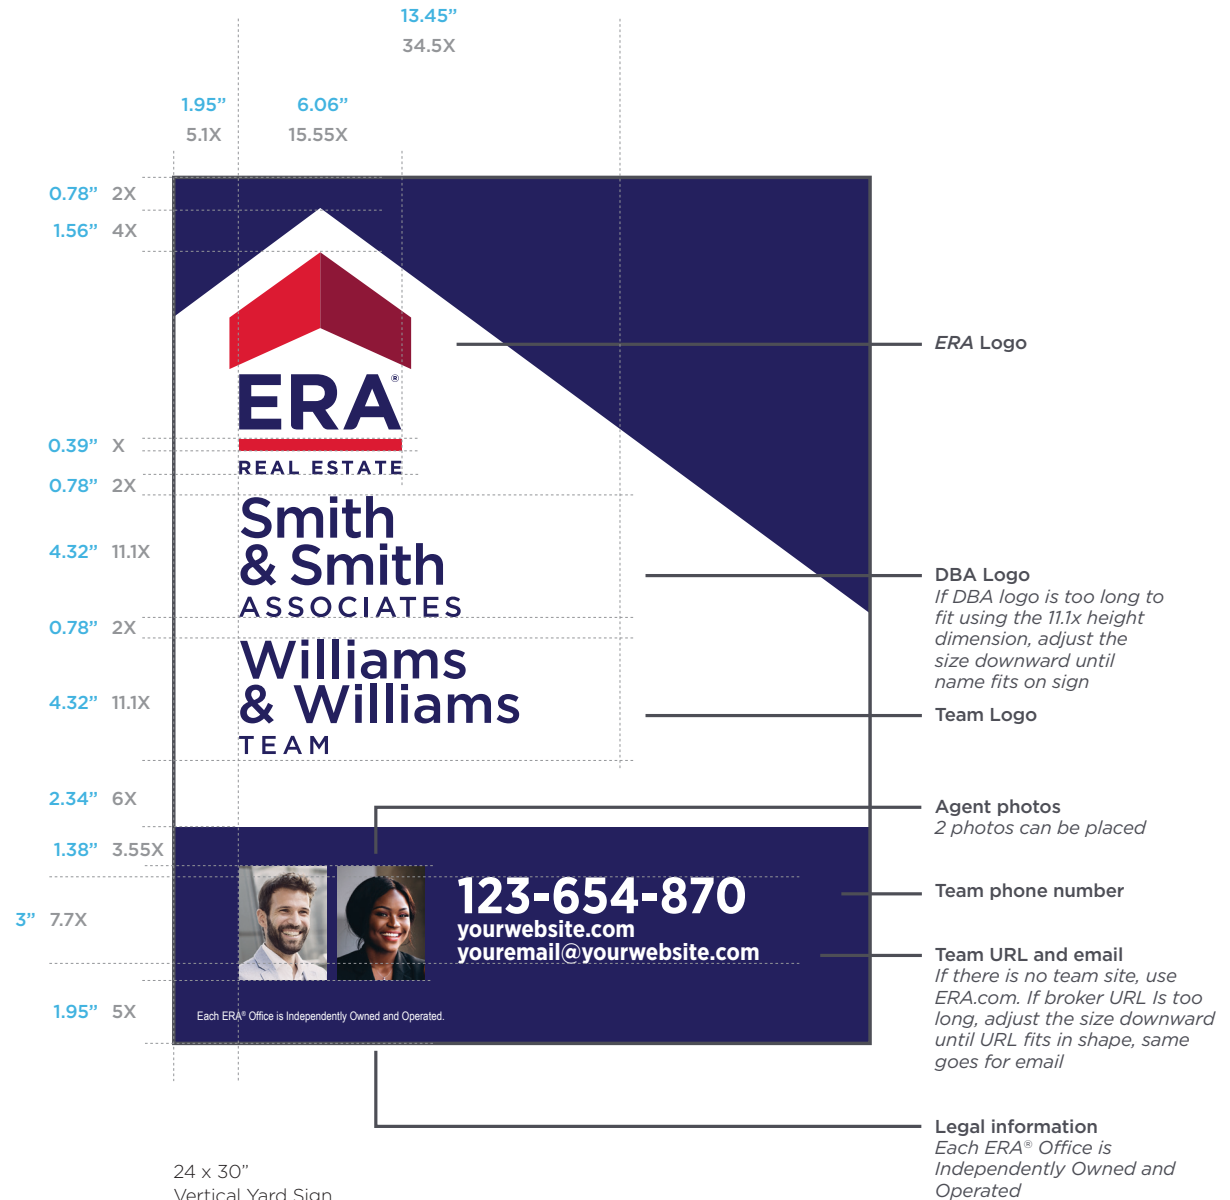 13.45”
34.5X
1.95” 6.06”
5.1X 15.55X
0.78” 2X
1.56” 4X
ERA Logo
ERA®
0.39” X
REAL ESTATE
0.78” 2X
Smith
& Smith
ASSOCIATES
4.32” 11.1X
DBA Logo
If DBA logo is too long to
fit using the 11.1x height
dimension, adjust the
size downward until
name fits on sign
0.78” 2X
Williams
& Williams
TEAM
4.32” 11.1X
Team Logo
2.34” 6X
Agent photos
2 photos can be placed
1.38” 3.55X
123-654-870
yourwebsite.com
youremail@yourwebsite.com
Team phone number
3” 7.7X
Team URL and email
If there is no team site, use
ERA.com. If broker URL Is too
long, adjust the size downward
until URL fits in shape, same
goes for email
1.95” 5X
Each ERA® Office is Independently Owned and Operated.
Legal information
Each ERA® Office is
Independently Owned and
Operated
24 x 30”
Vertical Yard Sign